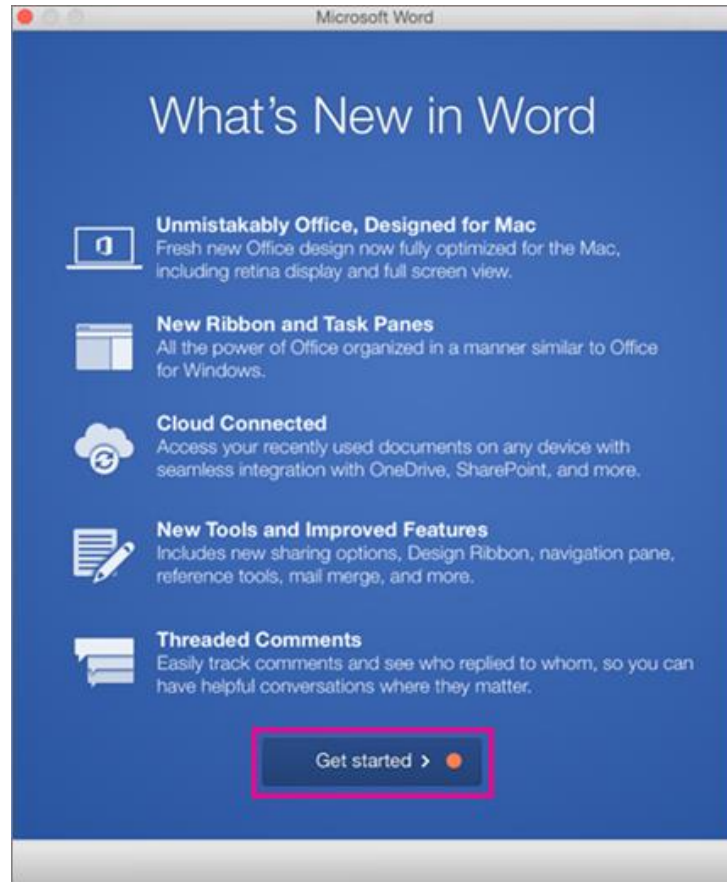 Microsoft Word
What's New in Word
Unmistakably Office, Designed for Mac
Fresh new Office design now fully optimized for the Mac,
including retina display and full screen view.
New Ribbon and Task Panes
All the power of Office organized in a manner similar to Office
for Windows.
Cloud Connected
Access your recently used documents on any device with
seamless integration with OneDrive, SharePoint, and more.
New Tools and Improved Features
Includes new sharing options, Design Ribbon, navigation pane,
reference tools, mail merge, and more.
Threaded Comments
Easily track comments and see who replied to whom, so you can
have helpful conversations where they matter.
Get started >